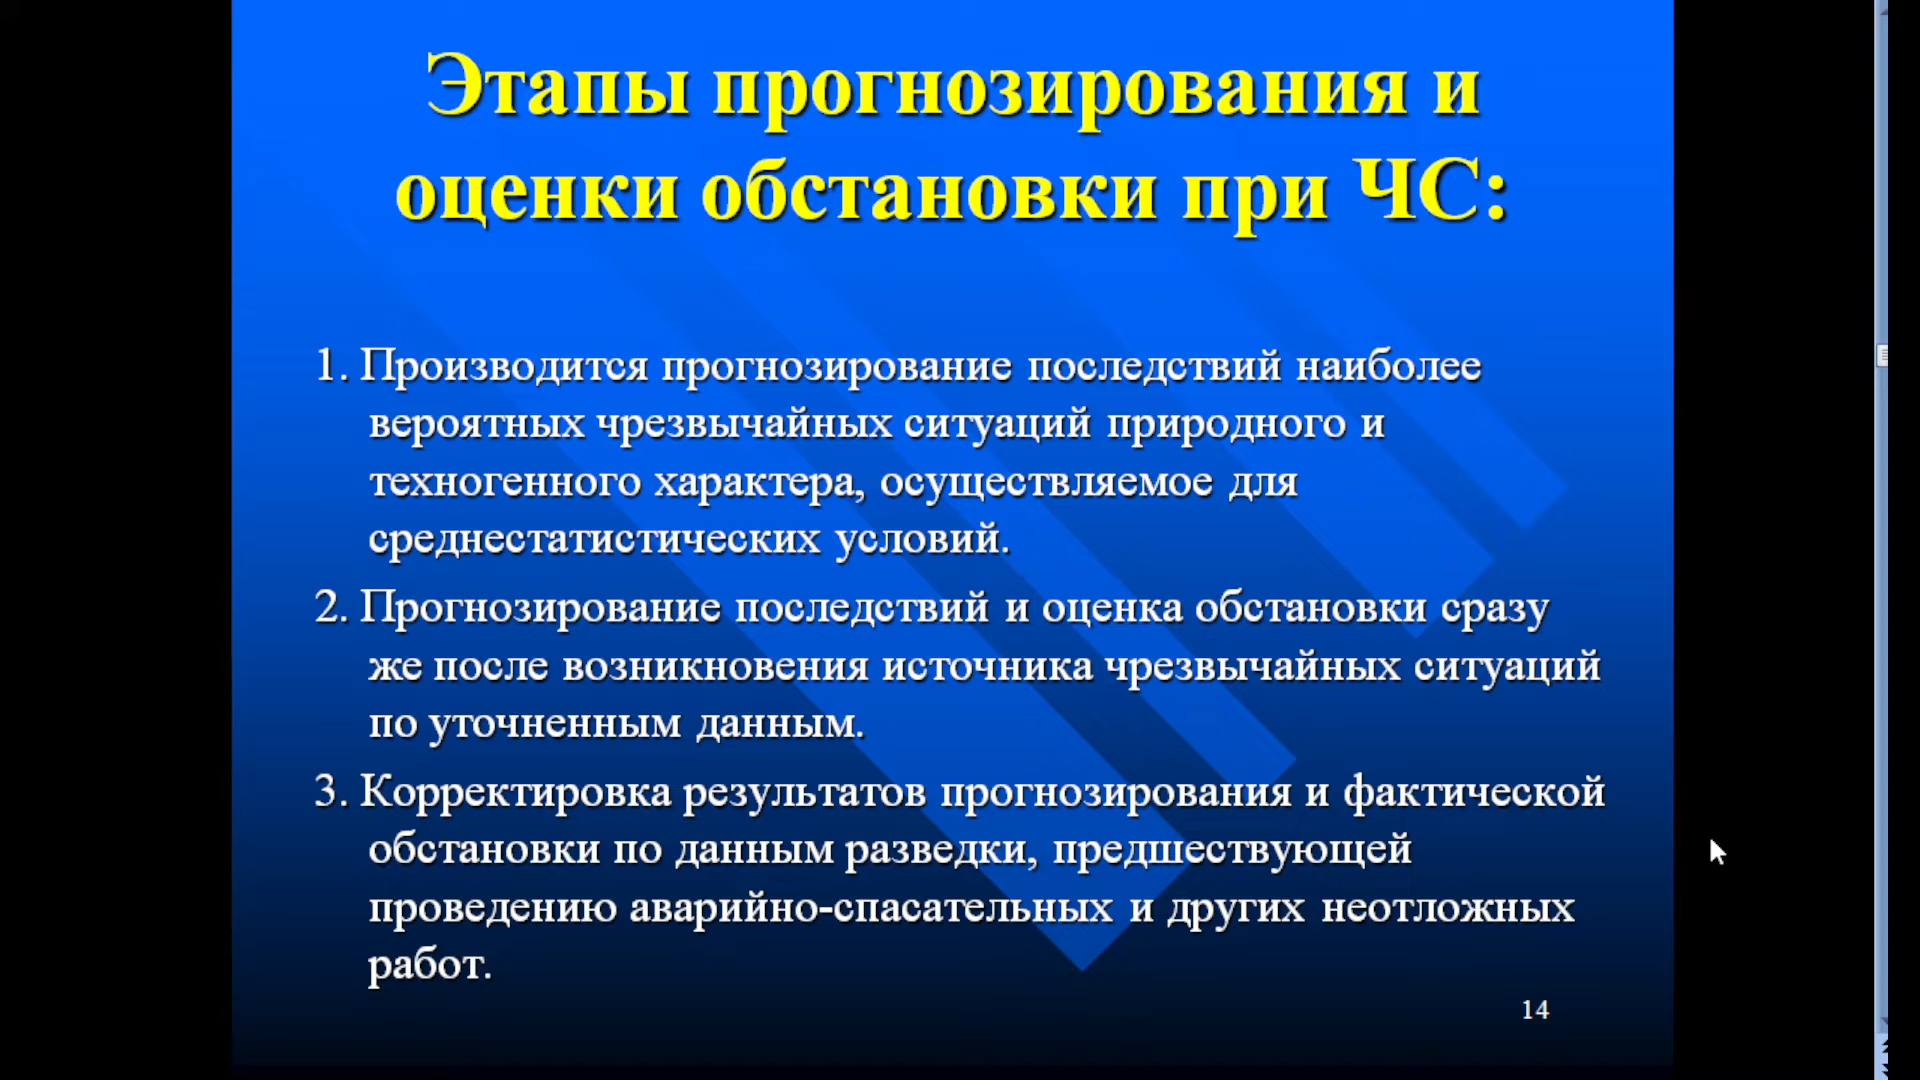 Этапы прогнозирования и
оценки обстановки при ЧС:
1. Производится прогнозирование последствий наиболее
вероятных чрезвычайных ситуаций природного и
техногенного характера, осуществляемое для
среднестатистических условий.
2. Прогнозирование последствий и оценка обстановки сразу
же после возникновения источника чрезвычайных ситуаций
по уточненным данным.
3. Корректировка результатов прогнозирования и фактической
обстановки по данным разведки, предшествующей
проведению аварийно-спасательных и других неотложных
работ.
14